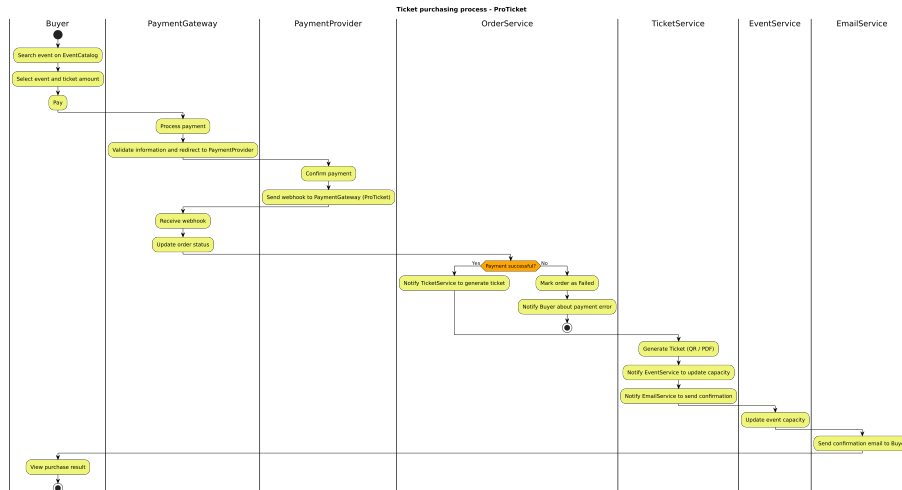 Ticket purchasing process - ProTicket
Buyer
PaymentGateway
PaymentProvider
OrderService
TicketService
EventService
EmailService
Search event on EventCatalog
Select event and ticket amount
Pay
Process payment
Validate information and redirect to PaymentProvider
Confirm payment
Send webhook to PaymentGateway (ProTicket)
Receive webhook
Update order status
Yes
Payment successful?
No
Notify TicketService to generate ticket
Mark order as Failed
Notify Buyer about payment error
Generate Ticket (QR / PDF)
Notify EventService to update capacity
Notify EmailService to send confirmation
Update event capacity
Send confirmation email to
View purchase result